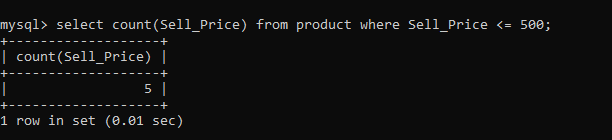 mysql> select count(Sell_Price) from product where Sell_Price <= 500;
+-------------------+
| count(Sell_Price) |
+-------------------+
|                 5 |
+-------------------+
1 row in set (0.01 sec)